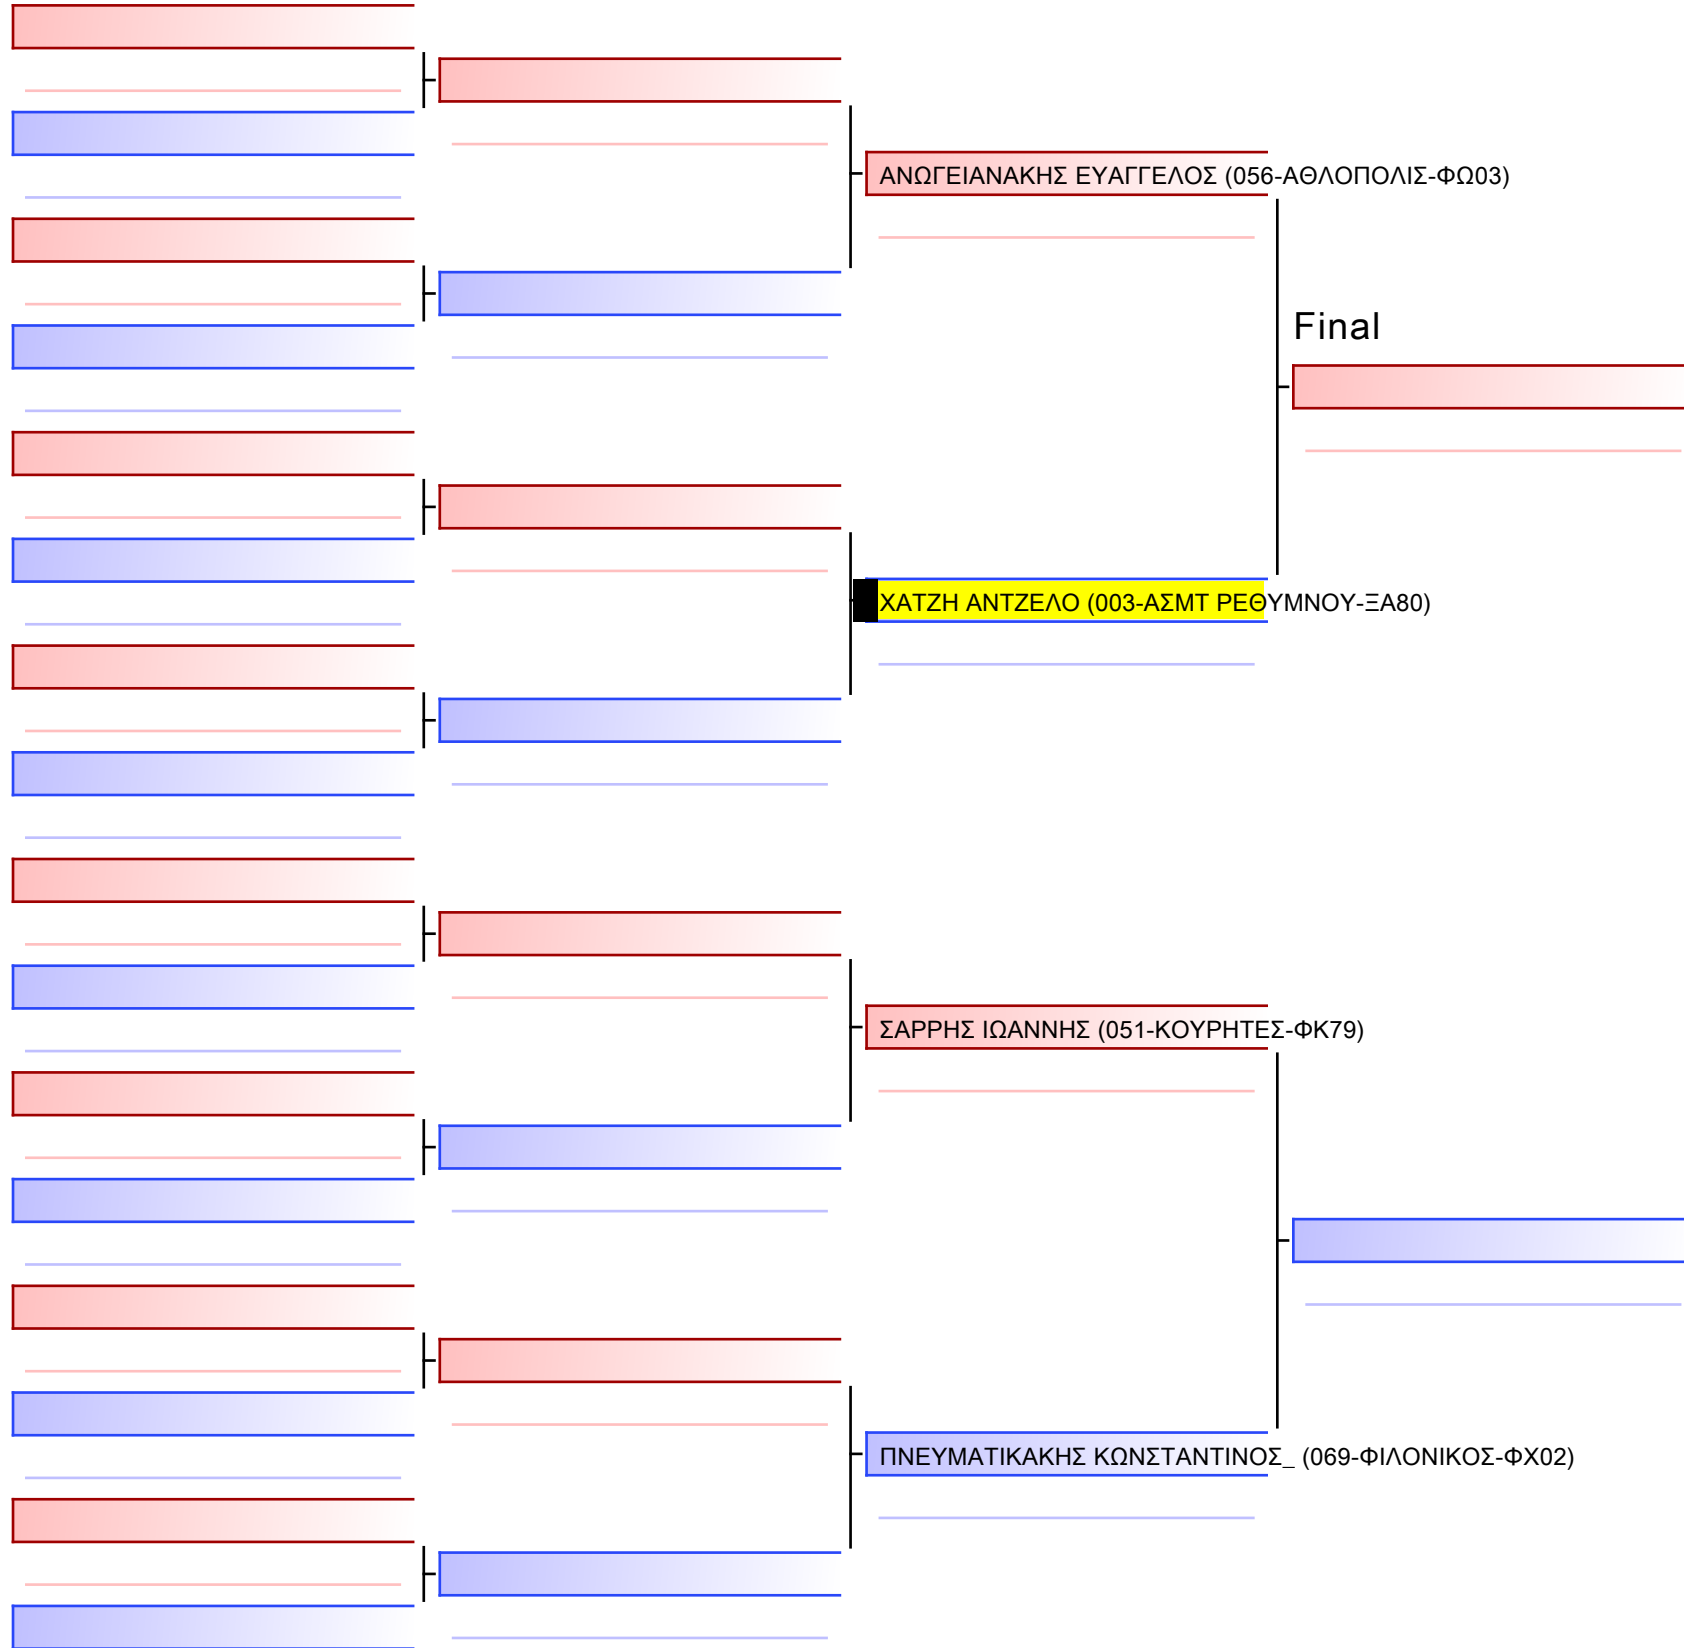 ΑΝΩΓΕΙΑΝΑΚΗΣ ΕΥΑΓΓΕΛΟΣ (056-ΑΘΛΟΠΟΛΙΣ-ΦΩ03)
Final
ΧΑΤΖΗ ΑΝΤΖΕΛΟ (003-ΑΣΜΤ ΡΕΘΥΜΝΟΥ-ΞΑ80)
ΣΑΡΡΗΣ ΙΩΑΝΝΗΣ (051-ΚΟΥΡΗΤΕΣ-ΦΚ79)
ΠΝΕΥΜΑΤΙΚΑΚΗΣ ΚΩΝΣΤΑΝΤΙΝΟΣ_ (069-ΦΙΛΟΝΙΚΟΣ-ΦΧ02)